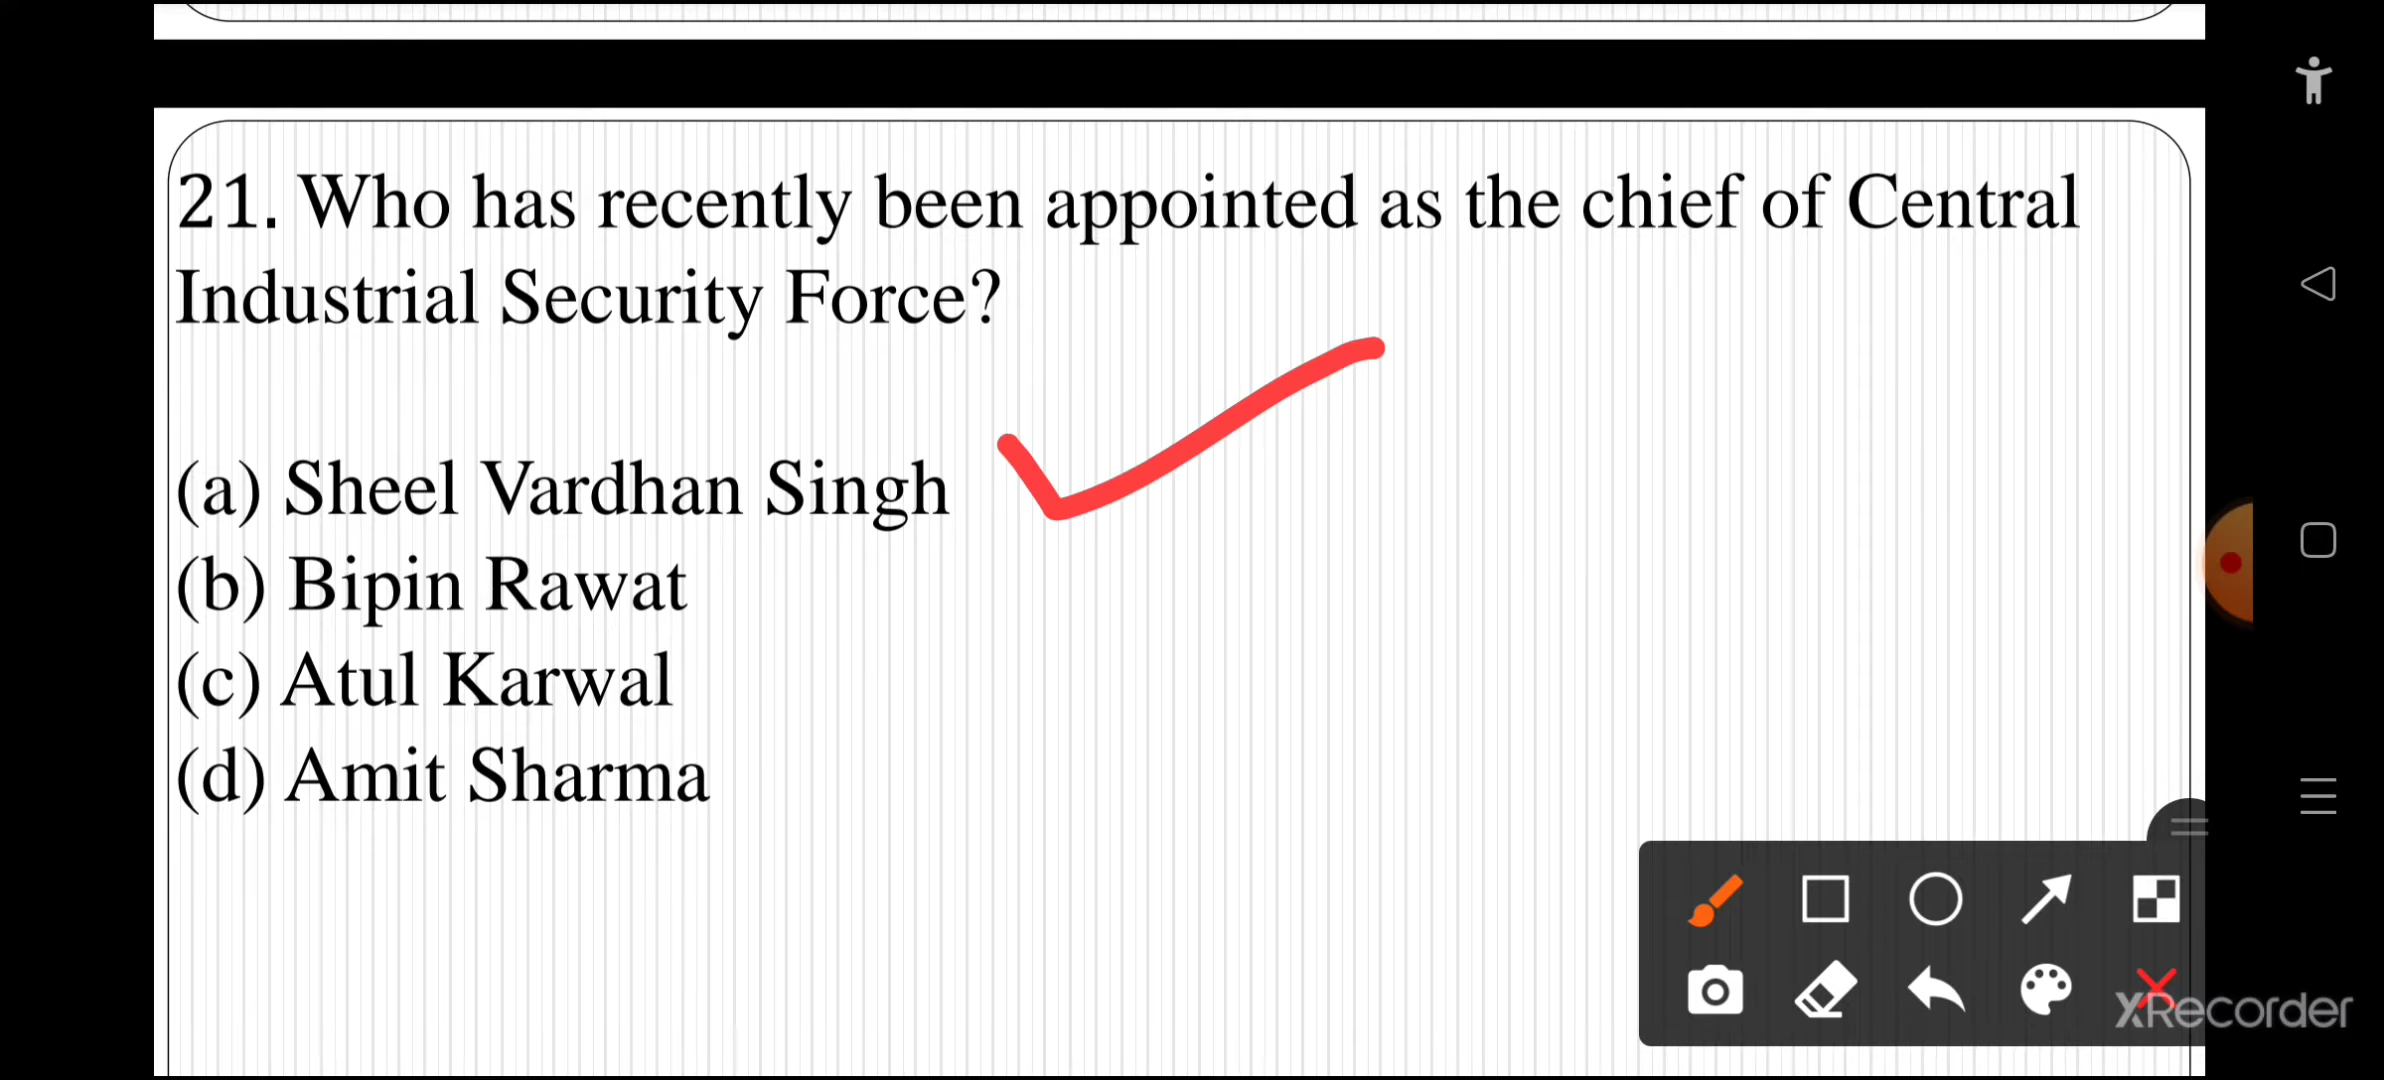 21. Who has recently been appointed as the chief of Central
Industrial Security Force?
(a) Sheel Vardhan Singh
(b) Bipin Rawat
(c) Atul Karwal
(d) Amit Sharma
XRecorder